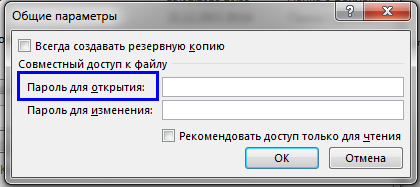 Общие параметры
Всегда создавать резервную копию
Совместный доступ к файлу
Пароль для открытия:
Пароль для изменения:
Рекомендовать доступ только для чтения
ОК
Отмена